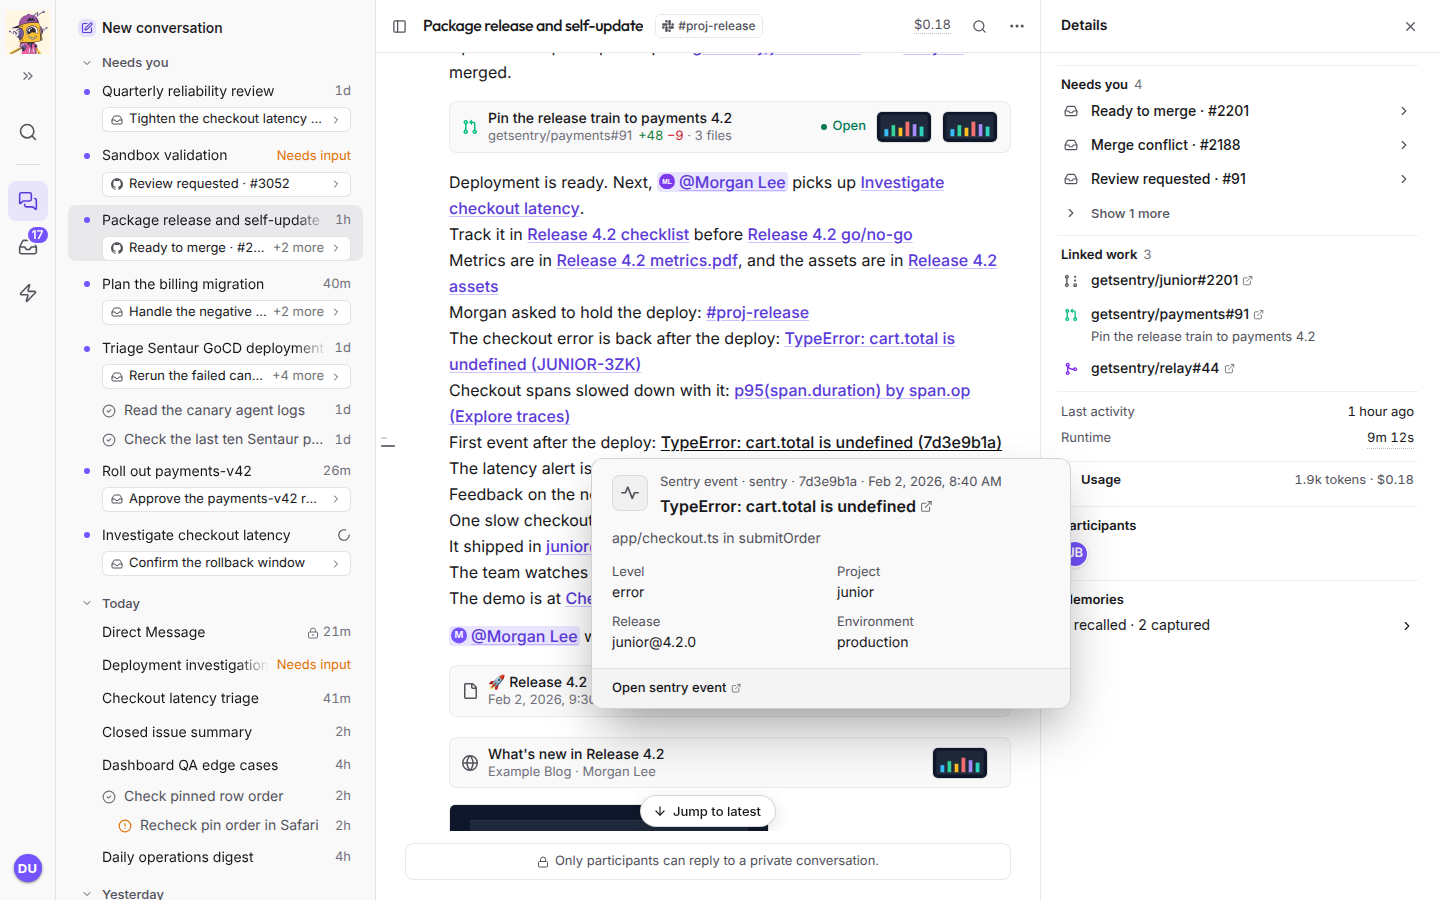 New conversation
Needs you
Quarterly reliability review 1d
Tighten the checkout latency ...
Sandbox validation Needs input
Review requested · #3052
Package release and self-update 1h
Ready to merge · #2... +2 more
Plan the billing migration 40m
Handle the negative ... +2 more
Triage Sentaur GoCD deployment 1d
Rerun the failed can... +4 more
Read the canary agent logs 1d
Check the last ten Sentaur p... 1d
Roll out payments-v42 26m
Approve the payments-v42 r...
Investigate checkout latency
Confirm the rollback window
Today
Direct Message 21m
Deployment investigation Needs input
Checkout latency triage 41m
Closed issue summary 2h
Dashboard QA edge cases 4h
Check pinned row order 2h
Recheck pin order in Safari 2h
Daily operations digest 4h
Yesterday
17
DU
Package release and self-update #proj-release $0.18
merged.
Pin the release train to payments 4.2
getsentry/payments#91 +48 −9 · 3 files
Open
Deployment is ready. Next, ML @Morgan Lee picks up Investigate
checkout latency.
Track it in Release 4.2 checklist before Release 4.2 go/no-go
Metrics are in Release 4.2 metrics.pdf, and the assets are in Release 4.2
assets
Morgan asked to hold the deploy: #proj-release
The checkout error is back after the deploy: TypeError: cart.total is
undefined (JUNIOR-3ZK)
Checkout spans slowed down with it: p95(span.duration) by span.op
(Explore traces)
First event after the deploy: TypeError: cart.total is undefined (7d3e9b1a)
The latency alert is
Feedback on the
One slow checkout
It shipped in junior
The team watches
The demo is at
M @Morgan Lee
🚀 Release 4.2
Feb 2, 2026, 9:30
What's new in Release 4.2
Example Blog · Morgan Lee
Jump to latest
Only participants can reply to a private conversation.
Sentry event · sentry · 7d3e9b1a · Feb 2, 2026, 8:40 AM
TypeError: cart.total is undefined
app/checkout.ts in submitOrder
Level Project
error junior
Release Environment
junior@4.2.0 production
Open sentry event
Details
Needs you 4
Ready to merge · #2201
Merge conflict · #2188
Review requested · #91
Show 1 more
Linked work 3
getsentry/junior#2201
getsentry/payments#91
Pin the release train to payments 4.2
getsentry/relay#44
Last activity 1 hour ago
Runtime 9m 12s
Usage 1.9k tokens · $0.18
articipants
JB
emories
recalled · 2 captured